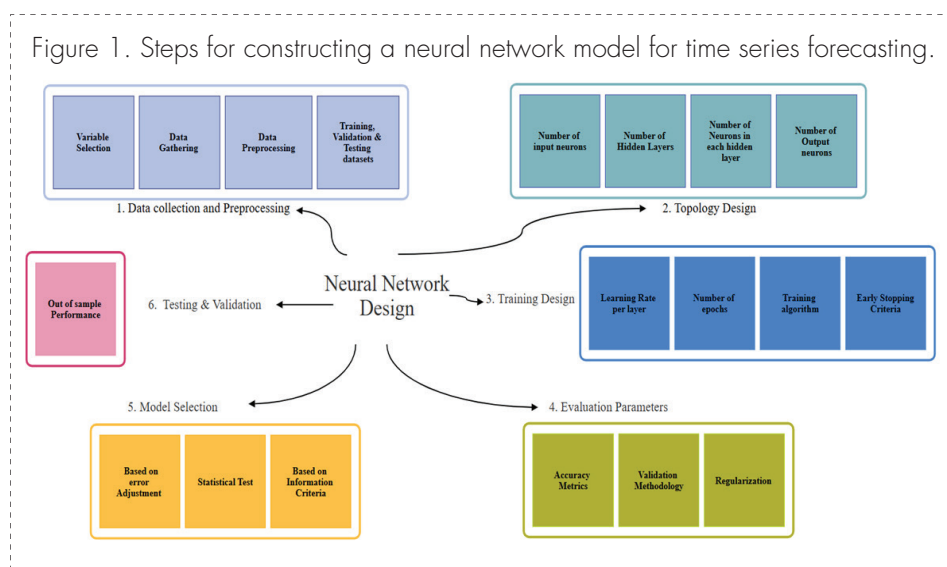 Figure 1. Steps for constructing a neural network model for time series forecasting.
Variable
Selection
Data
Gathering
Data
Preprocessing
Training,
Validation &
Testing
datasets
1. Data collection and Preprocessing
Number of
input neurons
Number of
Hidden Layers
Number of
Neurons in
each hidden
layer
Number of
Output
neurons
2. Topology Design
Out of sample
Performance
6. Testing & Validation
Neural Network
Design
3. Training Design
Learning Rate
per layer
Number of
epochs
Training
algorithm
Early Stopping
Criteria
5. Model Selection
Based on
error
Adjustment
Statistical Test
Based on
Information
Criteria
4. Evaluation Parameters
Accuracy
Metrics
Validation
Methodology
Regularization